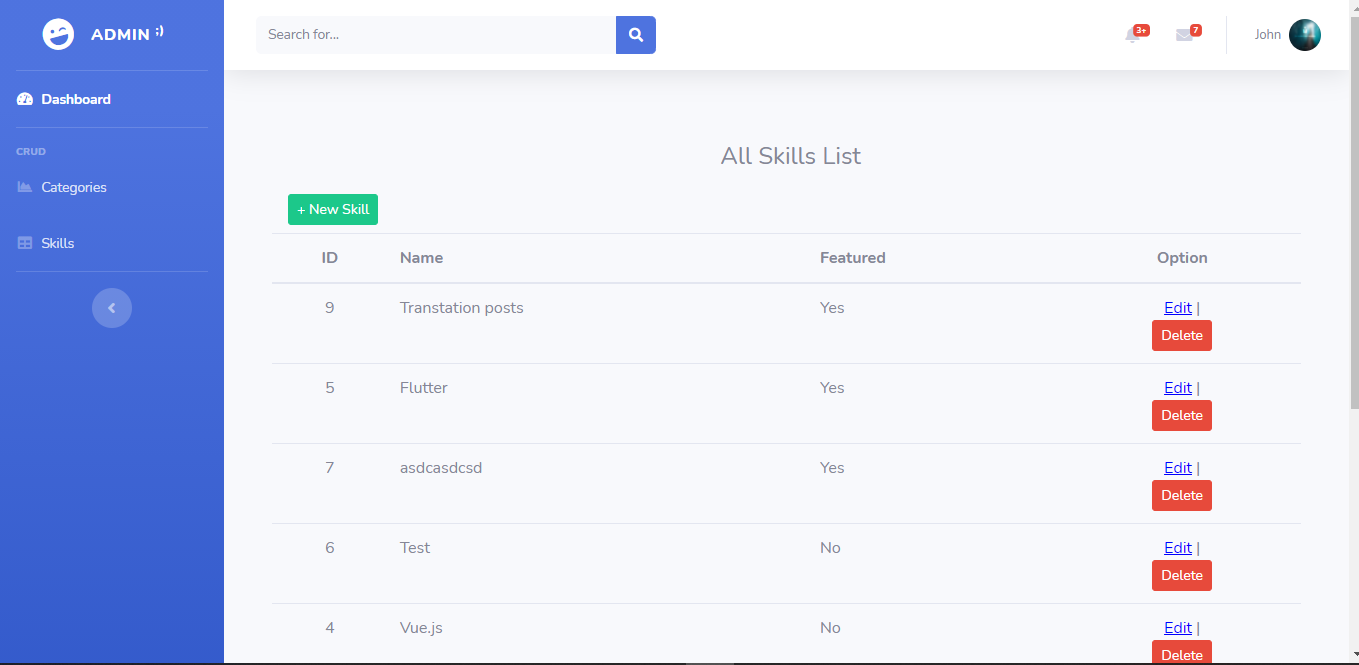 ADMIN ;)
Search for...
3+
7
John
Dashboard
CRUD
Categories
Skills
All Skills List
+ New Skill
ID Name Featured Option
9 Transtation posts Yes Edit |
Delete
5 Flutter Yes Edit |
Delete
7 asdcasdcsd Yes Edit |
Delete
6 Test No Edit |
Delete
4 Vue.js No Edit |
Delete